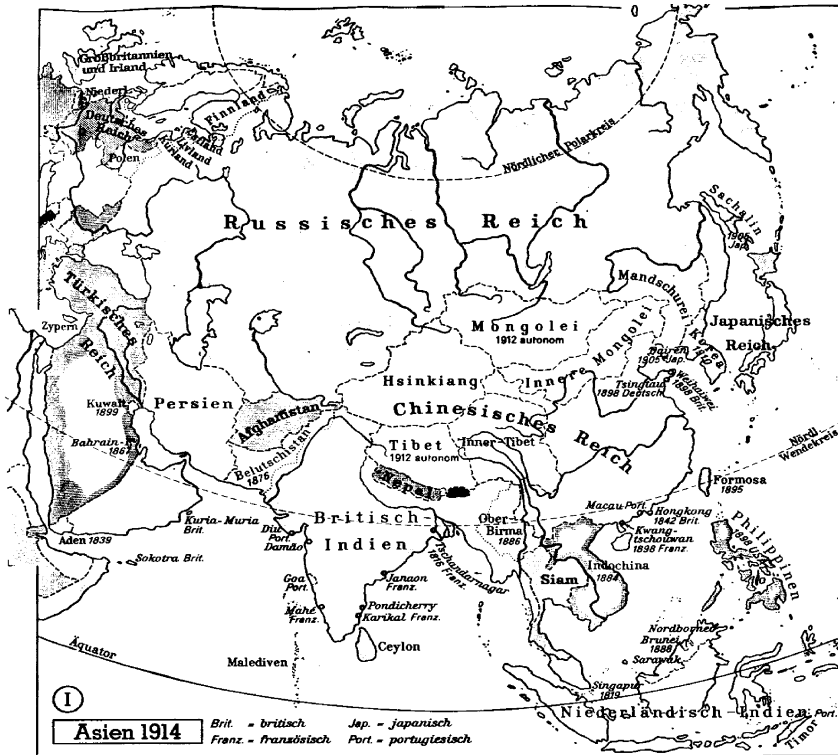 Großbritannien
und Irland
Niederl.
Deutsches
Reich
Polen
Finnland
Estland
Livland
Kurland
Nördlicher Polarkreis
Russisches Reich
Sachalin
1905
Jap.
Türkisches
Reich
Zypern
Mandschurei
Mongolei
1912 autonom
Innere Mongolei
Korea
1910
Japanisches
Reich
Dairen
1905 Jap.
Weihaiwei
1898 Brit.
Tsingtau
1898 Deutsch
Hsinkiang
Chinesisches
Reich
Kuwait
1899
Persien
Afghanistan
Bahrain
1867
Belutschistan
1876
Tibet
1912 autonom
Inner-Tibet
Nördl.
Wendekreis
Nepal
Formosa
1895
Macau Port.
Hongkong
1842 Brit.
Kwang-
tschouwan
1898 Franz.
Kuria-Muria
Brit.
Aden 1839
Sokotra Brit.
Diu
Port.
Damão
Britisch-
Indien
Ober-
Birma
1886
Tschandarnagar
1816 Franz.
Philippinen
1898
Indochina
1884
Siam
Goa
Port.
Janaon
Franz.
Mahé
Franz.
Pondicherry
Karikal Franz.
Ceylon
Malediven
Äquator
Nordborneo
Brunei
1888
Sarawak
Singapur
1819
Niederländisch-Indien
Port.
Timor
I
Asien 1914
Brit. = britisch
Jap. = japanisch
Franz. = französisch
Port. = portugiesisch